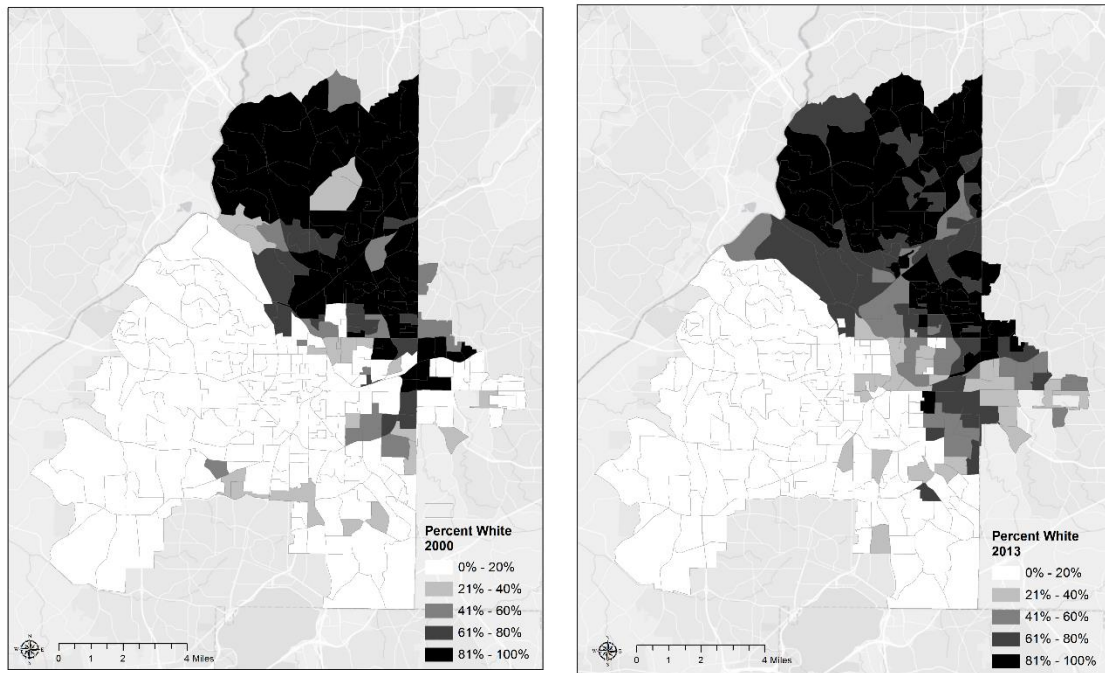 Percent White
2000
0% - 20%
21% - 40%
41% - 60%
61% - 80%
81% - 100%
N
W E
S
0 1 2 4 Miles
Percent White
2013
0% - 20%
21% - 40%
41% - 60%
61% - 80%
81% - 100%
N
W E
S
0 1 2 4 Miles